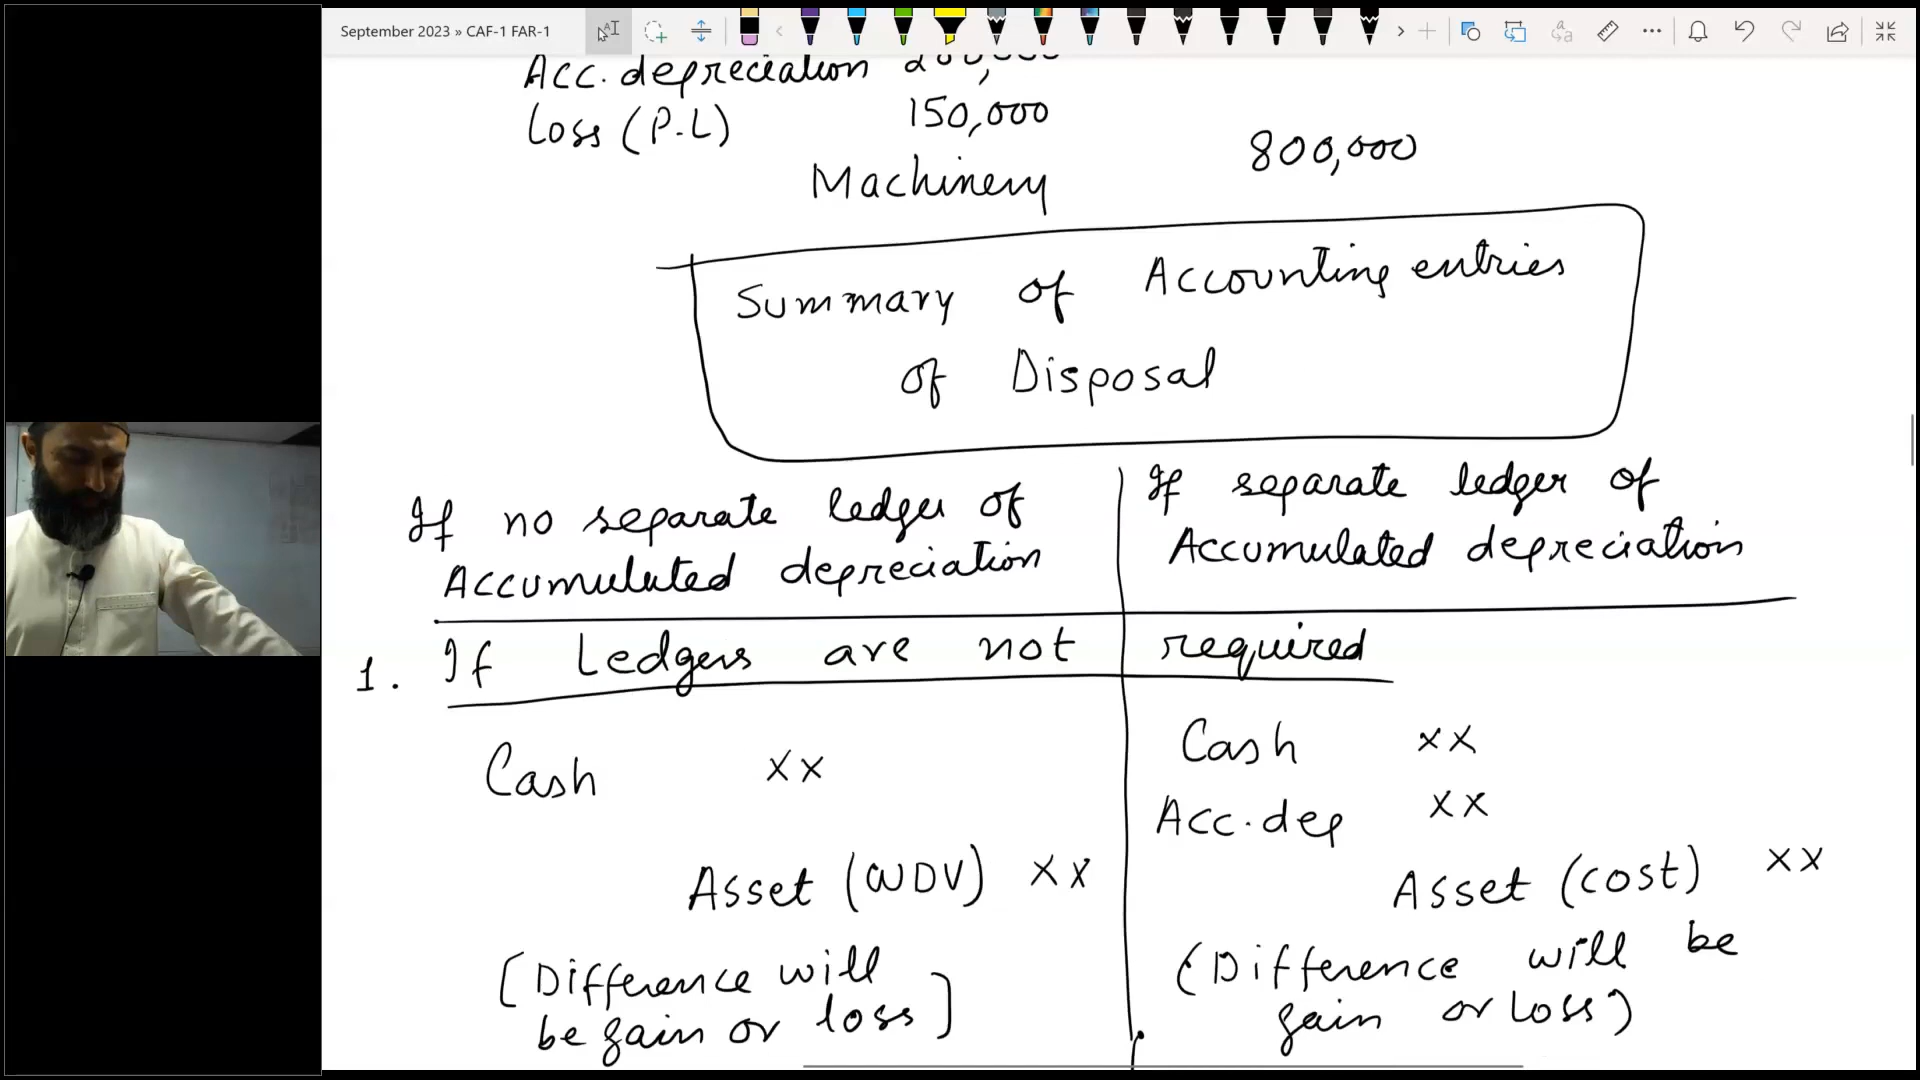 September 2023 » CAF-1 FAR-1
Acc. depreciation
Loss (P.L) 150,000
Machinery 800,000
Summary of Accounting entries
of Disposal
If no separate ledger of
Accumulated depreciation
If separate ledger of
Accumulated depreciation
1. If Ledgers are not required
Cash xx
Asset (WDV) xx
[Difference will
be gain or loss]
Cash xx
Acc. dep xx
Asset (cost) xx
(Difference will be
gain or loss)